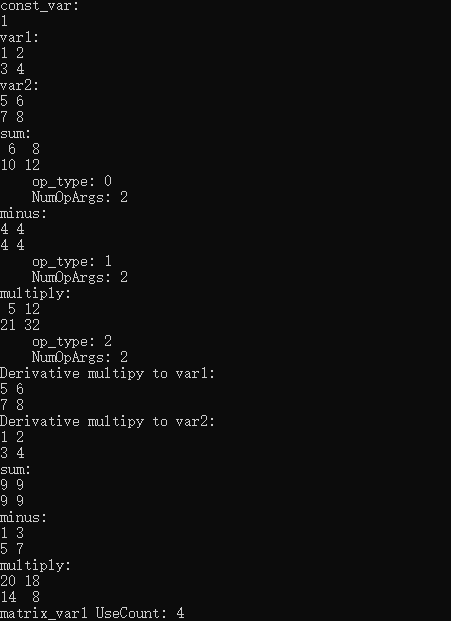 const_var:
1
var1:
1 2
3 4
var2:
5 6
7 8
sum:
 6  8
10 12
    op_type: 0
    NumOpArgs: 2
minus:
4 4
4 4
    op_type: 1
    NumOpArgs: 2
multiply:
 5 12
21 32
    op_type: 2
    NumOpArgs: 2
Derivative multipy to var1:
5 6
7 8
Derivative multipy to var2:
1 2
3 4
sum:
9 9
9 9
minus:
1 3
5 7
multiply:
20 18
14  8
matrix_var1 UseCount: 4